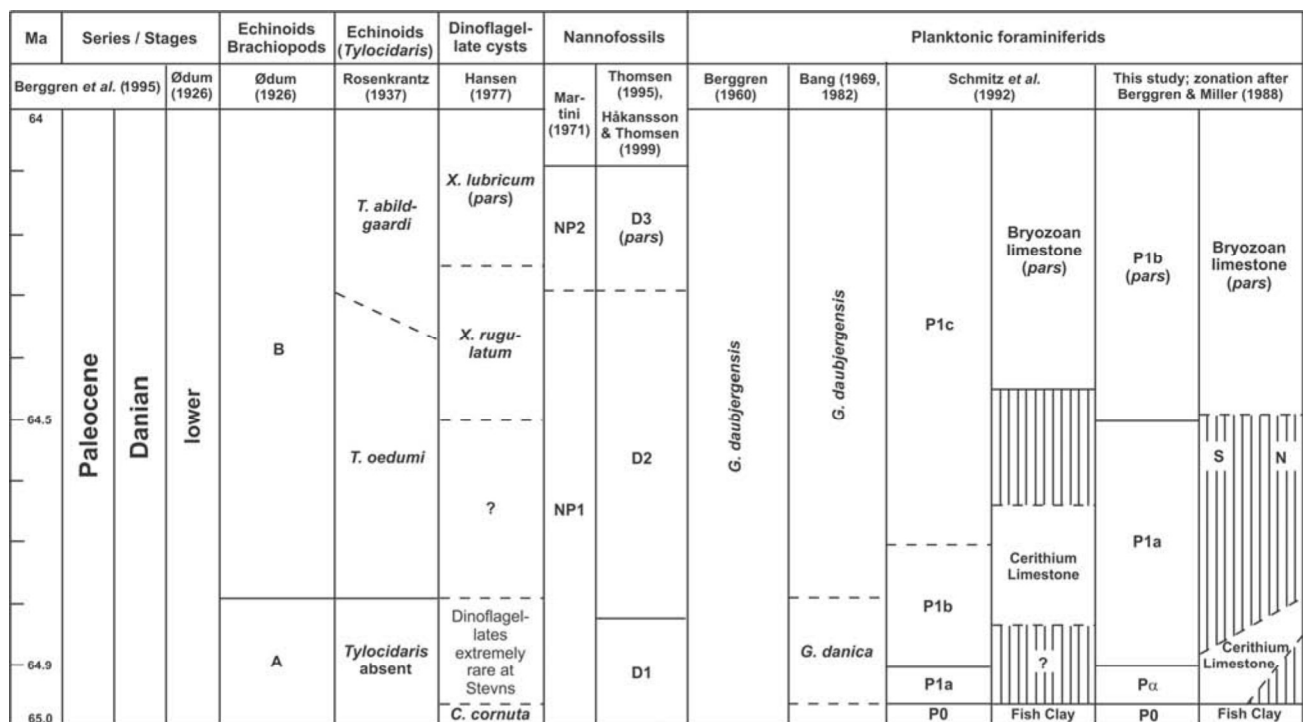 Ma
Series / Stages
Echinoids
Brachiopods
Echinoids
(Tylocidaris)
Dinoflagel-
late cysts
Nannofossils
Planktonic foraminiferids
Berggren et al. (1995)
Ødum
(1926)
Ødum
(1926)
Rosenkrantz
(1937)
Hansen
(1977)
Mar-
tini
(1971)
Thomsen
(1995),
Håkansson
& Thomsen
(1999)
Berggren
(1960)
Bang (1969,
1982)
Schmitz et al.
(1992)
This study; zonation after
Berggren & Miller (1988)
64
64.5
64.9
65.0
Paleocene
Danian
lower
B
A
T. abild-
gaardi
T. oedumi
Tylocidaris
absent
X. lubricum
(pars)
X. rugu-
latum
?
Dinoflagel-
lates
extremely
rare at
Stevns
C. cornuta
NP2
NP1
D3
(pars)
D2
D1
G. daubjergensis
G. daubjergensis
G. danica
P1c
P1b
P1a
P0
Bryozoan
limestone
(pars)
Cerithium
Limestone
?
Fish Clay
P1b
(pars)
P1a
Pα
P0
Bryozoan
limestone
(pars)
S N
Cerithium
Limestone
Fish Clay